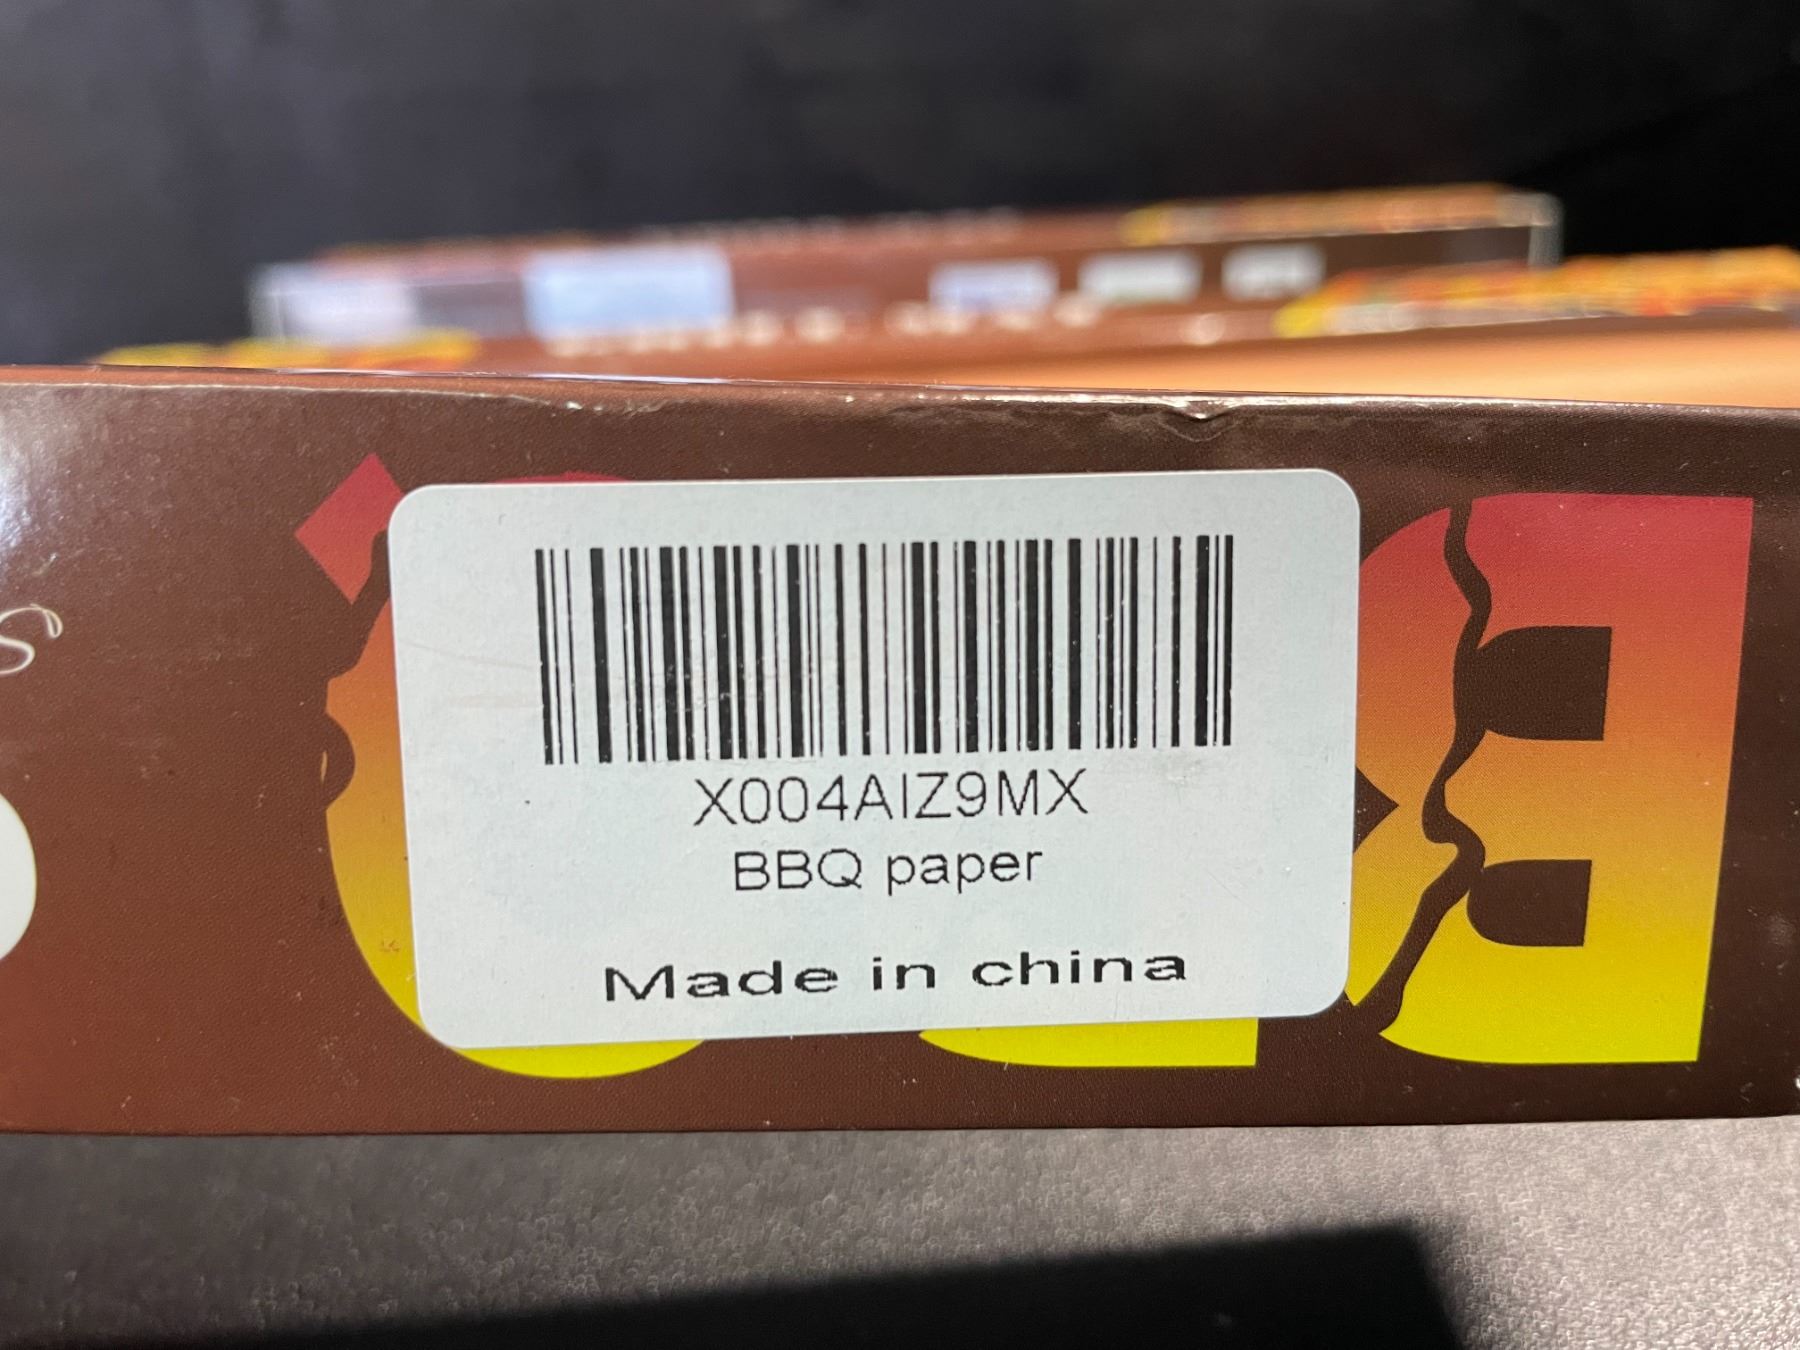 X004AIZ9MX
BBQ paper
Made in china